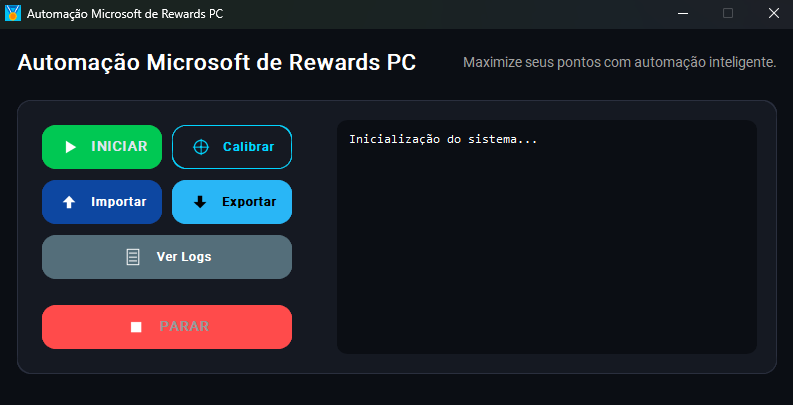 Automação Microsoft de Rewards PC
Automação Microsoft de Rewards PC
Maximize seus pontos com automação inteligente.
INICIAR
Calibrar
Importar
Exportar
Ver Logs
PARAR
Inicialização do sistema...